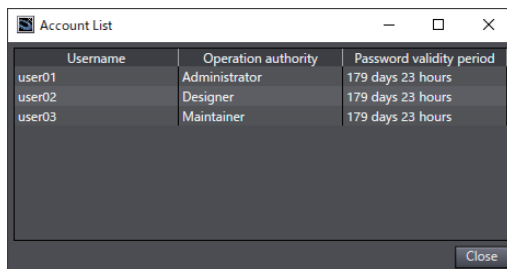 Account List
Username Operation authority Password validity period
user01 Administrator 179 days 23 hours
user02 Designer 179 days 23 hours
user03 Maintainer 179 days 23 hours
Close